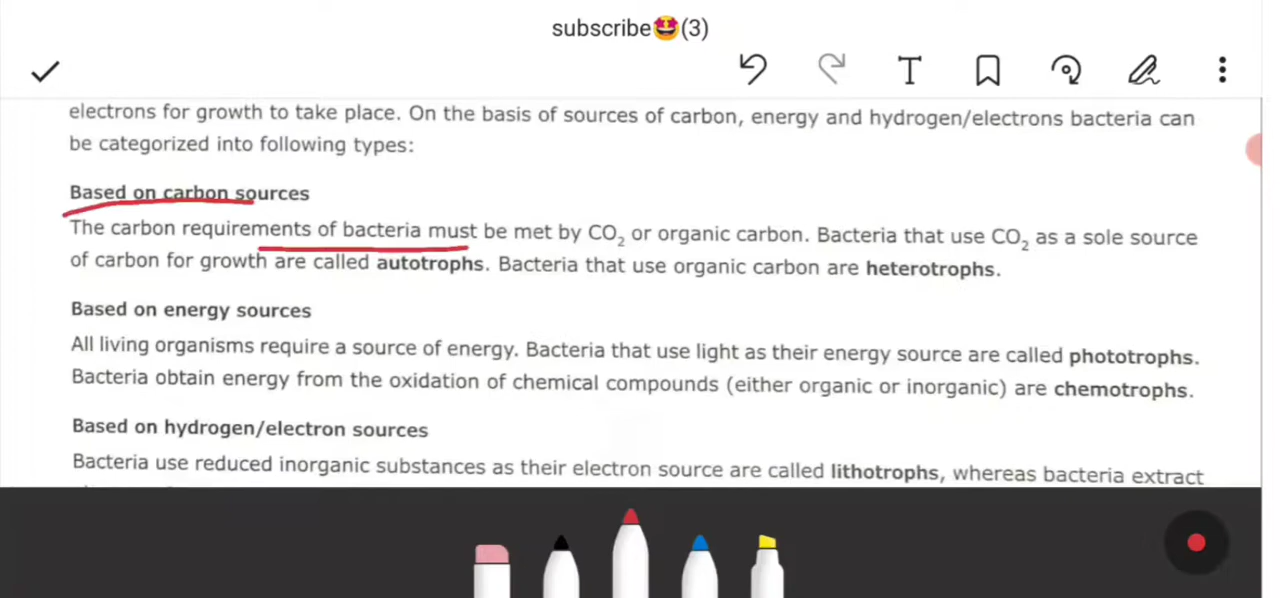 subscribe🤩(3)
T
electrons for growth to take place. On the basis of sources of carbon, energy and hydrogen/electrons bacteria can
be categorized into following types:
Based on carbon sources
The carbon requirements of bacteria must be met by CO₂ or organic carbon. Bacteria that use CO₂ as a sole source
of carbon for growth are called autotrophs. Bacteria that use organic carbon are heterotrophs.
Based on energy sources
All living organisms require a source of energy. Bacteria that use light as their energy source are called phototrophs.
Bacteria obtain energy from the oxidation of chemical compounds (either organic or inorganic) are chemotrophs.
Based on hydrogen/electron sources
Bacteria use reduced inorganic substances as their electron source are called lithotrophs, whereas bacteria extract